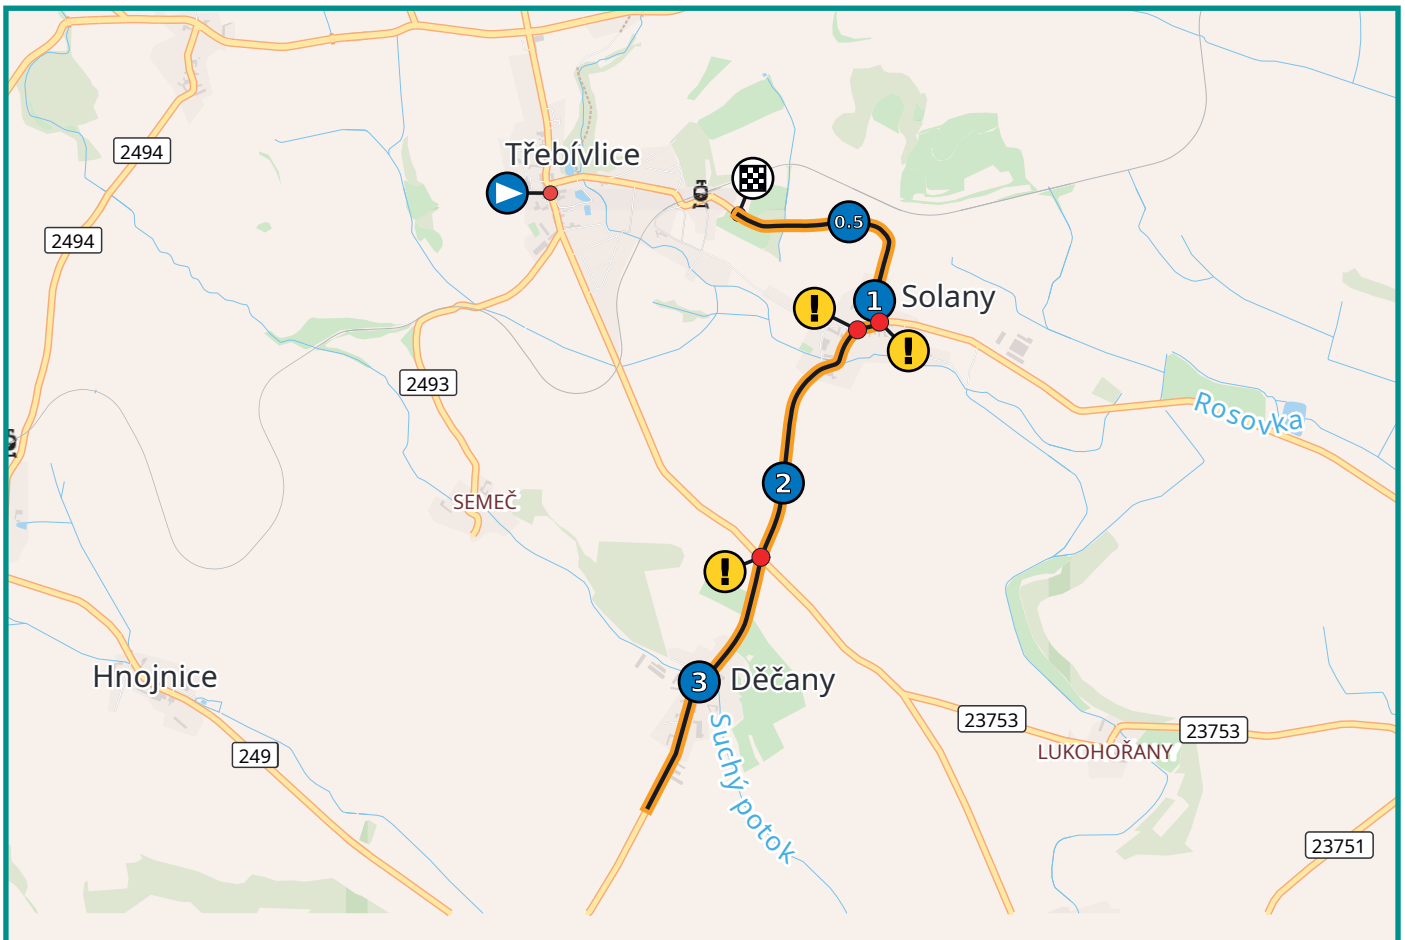 2494
Třebívlice
0.5
2494
1
Solany
!
!
2493
Rosovka
2
SEMEČ
!
Hnojnice
3
Děčany
23753
23753
Suchý potok
LUKOHOŘANY
249
23751